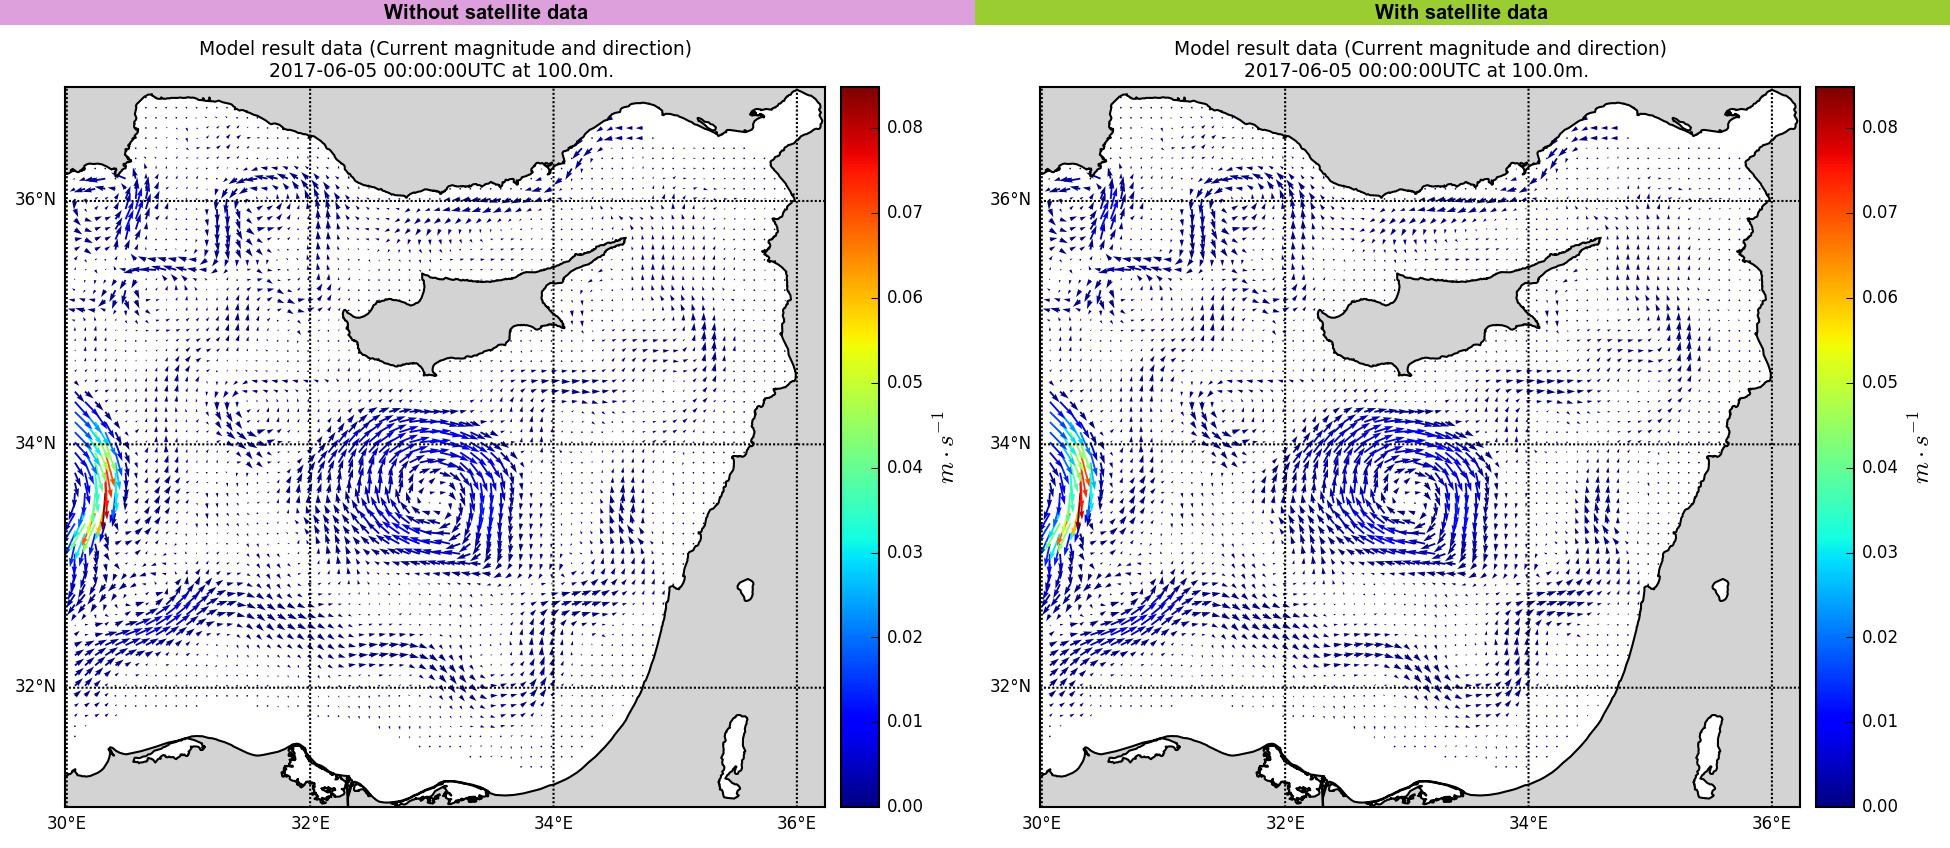 Without satellite data
With satellite data
Model result data (Current magnitude and direction)
2017-06-05 00:00:00UTC at 100.0m.
36°N
34°N
32°N
30°E
32°E
34°E
36°E
0.08
0.07
0.06
0.05
0.04
0.03
0.02
0.01
0.00
m · s⁻¹
Model result data (Current magnitude and direction)
2017-06-05 00:00:00UTC at 100.0m.
36°N
34°N
32°N
30°E
32°E
34°E
36°E
0.08
0.07
0.06
0.05
0.04
0.03
0.02
0.01
0.00
m · s⁻¹